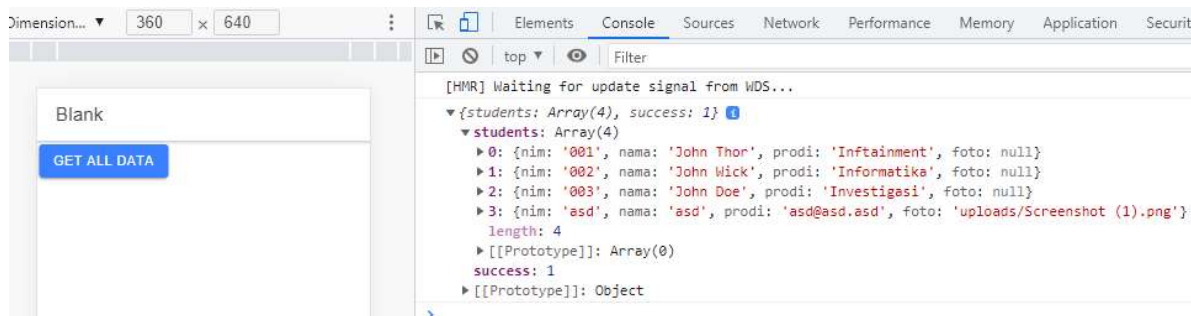 Dimension... ▼ 360 × 640
Elements Console Sources Network Performance Memory Application Securit
top ▼ Filter
[HMR] Waiting for update signal from WDS...
▼{students: Array(4), success: 1} i
▼students: Array(4)
▶0: {nim: '001', nama: 'John Thor', prodi: 'Inftainment', foto: null}
▶1: {nim: '002', nama: 'John Wick', prodi: 'Informatika', foto: null}
▶2: {nim: '003', nama: 'John Doe', prodi: 'Investigasi', foto: null}
▶3: {nim: 'asd', nama: 'asd', prodi: 'asd@asd.asd', foto: 'uploads/Screenshot (1).png'}
length: 4
▶[[Prototype]]: Array(0)
success: 1
▶[[Prototype]]: Object
Blank
GET ALL DATA